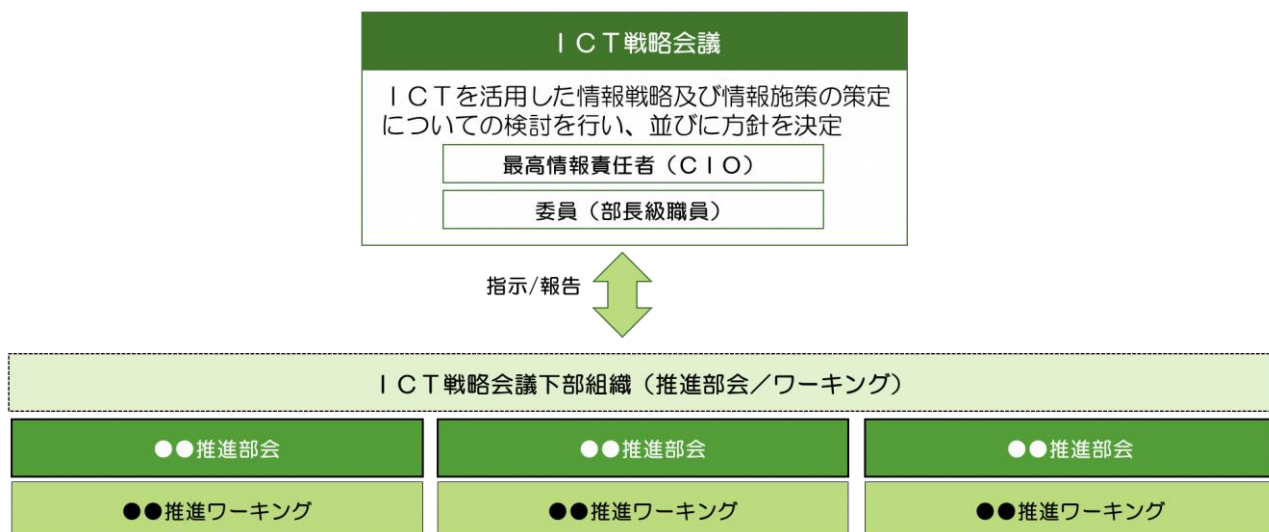 ＩＣＴ戦略会議
ＩＣＴを活用した情報戦略及び情報施策の策定
についての検討を行い、並びに方針を決定
最高情報責任者（ＣＩＯ）
委員（部長級職員）
指示/報告
ＩＣＴ戦略会議下部組織（推進部会／ワーキング）
●●推進部会
●●推進部会
●●推進部会
●●推進ワーキング
●●推進ワーキング
●●推進ワーキング